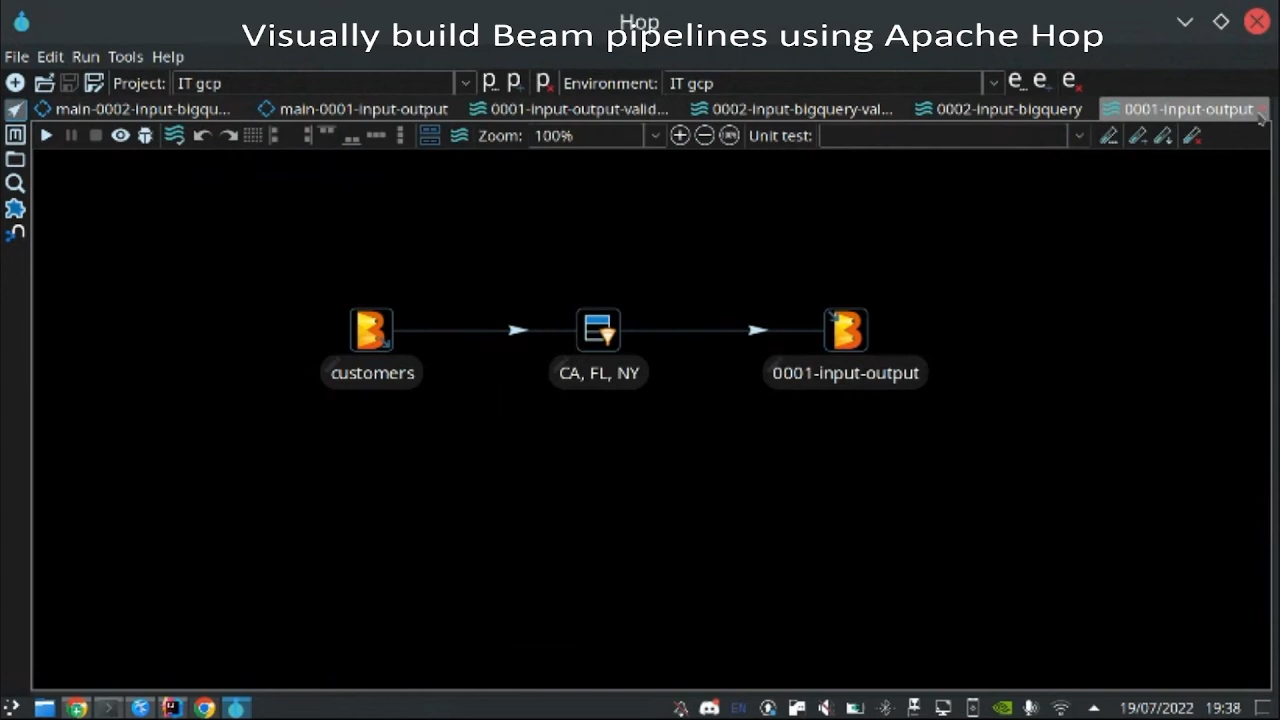 Hop
Visually build Beam pipelines using Apache Hop
File Edit Run Tools Help
Project: IT gcp Environment: IT gcp
main-0002-input-bigqu... main-0001-input-output 0001-input-output-valid... 0002-input-bigquery-val... 0002-input-bigquery 0001-input-output
Zoom: 100% Unit test:
customers CA, FL, NY 0001-input-output
EN 19/07/2022 19:38